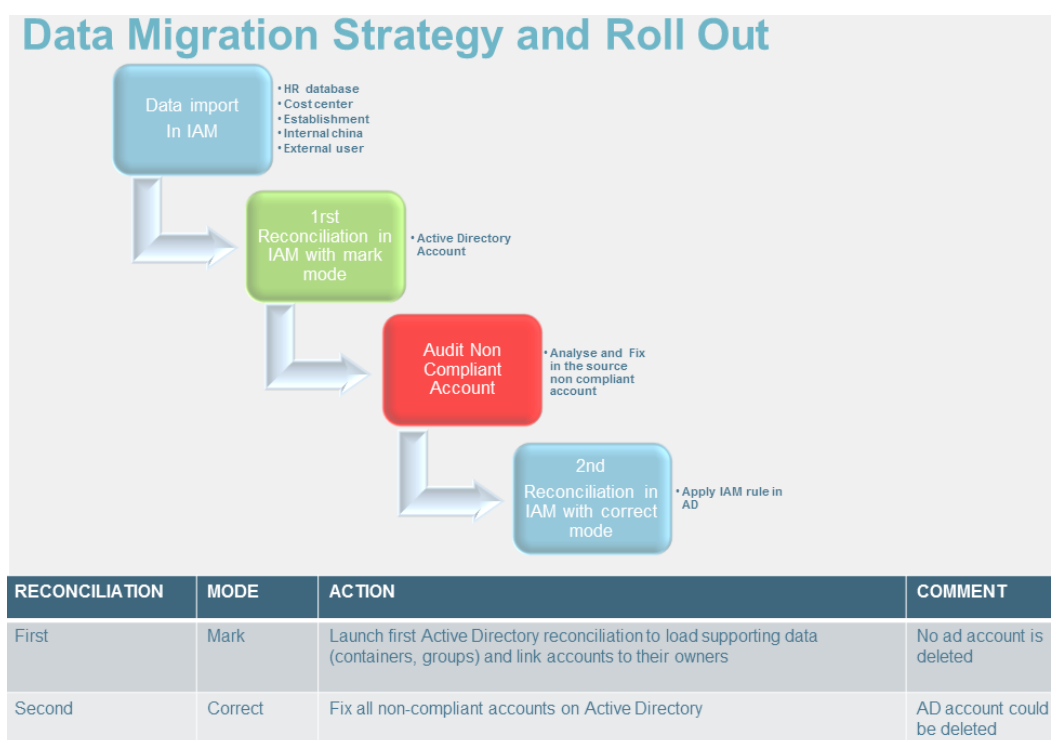 Data Migration Strategy and Roll Out
Data import
In IAM
•HR database
•Cost center
•Establishment
•Internal china
•External user
1rst
Reconciliation in
IAM with mark
mode
•Active Directory
Account
Audit Non
Compliant
Account
•Analyse and Fix
in the source
non compliant
account
2nd
Reconciliation in
IAM with correct
mode
•Apply IAM rule in
AD
RECONCILIATION MODE ACTION COMMENT
First Mark Launch first Active Directory reconciliation to load supporting data No ad account is
(containers, groups) and link accounts to their owners deleted
Second Correct Fix all non-compliant accounts on Active Directory AD account could
be deleted